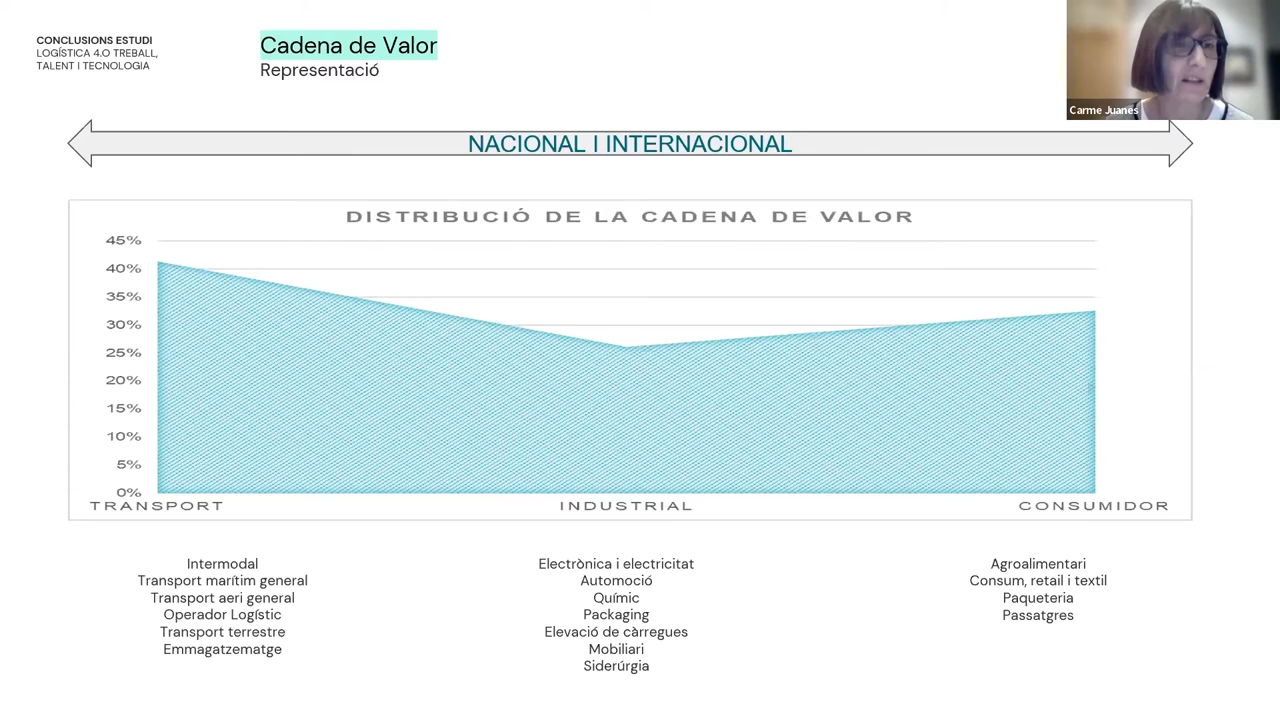 CONCLUSIONS ESTUDI
LOGÍSTICA 4.0 TREBALL,
TALENT I TECNOLOGIA
Cadena de Valor
Representació
Carme Juanes
NACIONAL I INTERNACIONAL
DISTRIBUCIÓ DE LA CADENA DE VALOR
45%
40%
35%
30%
25%
20%
15%
10%
5%
0%
TRANSPORT
INDUSTRIAL
CONSUMIDOR
Intermodal
Transport marítim general
Transport aeri general
Operador Logístic
Transport terrestre
Emmagatzematge
Electrònica i electricitat
Automoció
Químic
Packaging
Elevació de càrregues
Mobiliari
Siderúrgia
Agroalimentari
Consum, retail i textil
Paqueteria
Passatgres